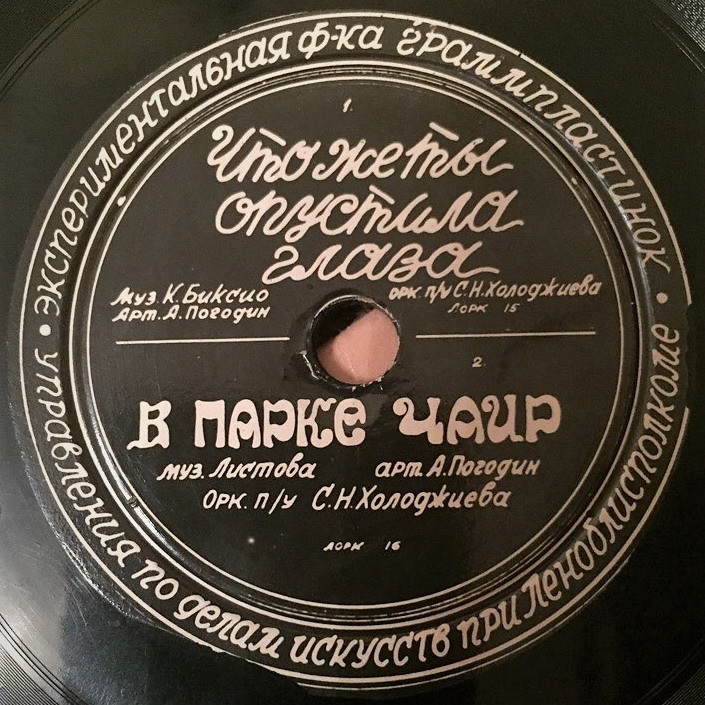 • ЭКСПЕРИМЕНТАЛЬНАЯ Ф-КА ГРАММПЛАСТИНОК •
УПРАВЛЕНИЯ ПО ДЕЛАМ ИСКУССТВ ПРИ ЛЕНОБЛИСПОЛКОМЕ
1.
Что же ты
опустила
глаза
Муз. К. Биксио
Арт. А. Погодин
Орк. п/у С. Н. Холоджиева
Лорк 15
2.
В ПАРКЕ ЧАИР
муз. Листова арт. А. Погодин
Орк. п/у С. Н. Холоджиева
Лорк 16